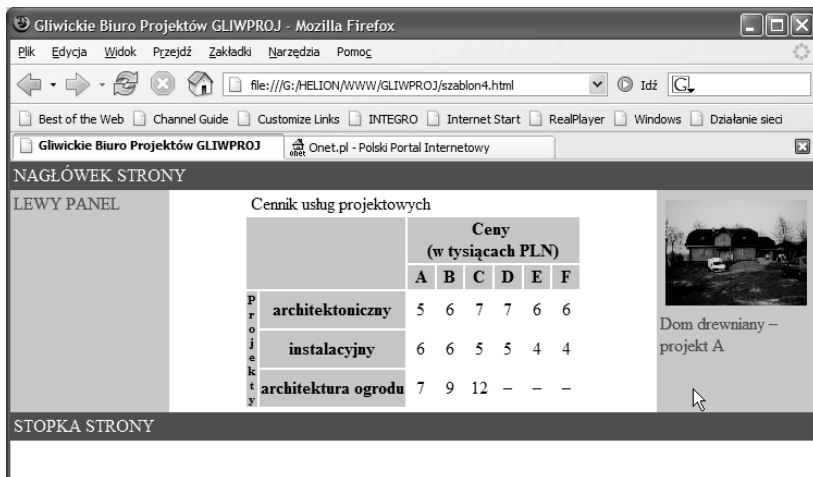 Gliwickie Biuro Projektów GLIWPROJ - Mozilla Firefox
Plik Edycja Widok Przejdź Zakładki Narzędzia Pomoc
file:///G:/HELION/WWW/GLIWPROJ/szablon4.html Idź G
Best of the Web Channel Guide Customize Links INTEGRO Internet Start RealPlayer Windows Działanie sieci
Gliwickie Biuro Projektów GLIWPROJ onet Onet.pl - Polski Portal Internetowy
NAGŁÓWEK STRONY
LEWY PANEL
Cennik usług projektowych
Ceny
(w tysiącach PLN)
A B C D E F
Projekty
architektoniczny 5 6 7 7 6 6
instalacyjny 6 6 5 5 4 4
architektura ogrodu 7 9 12 – – –
Dom drewniany –
projekt A
STOPKA STRONY